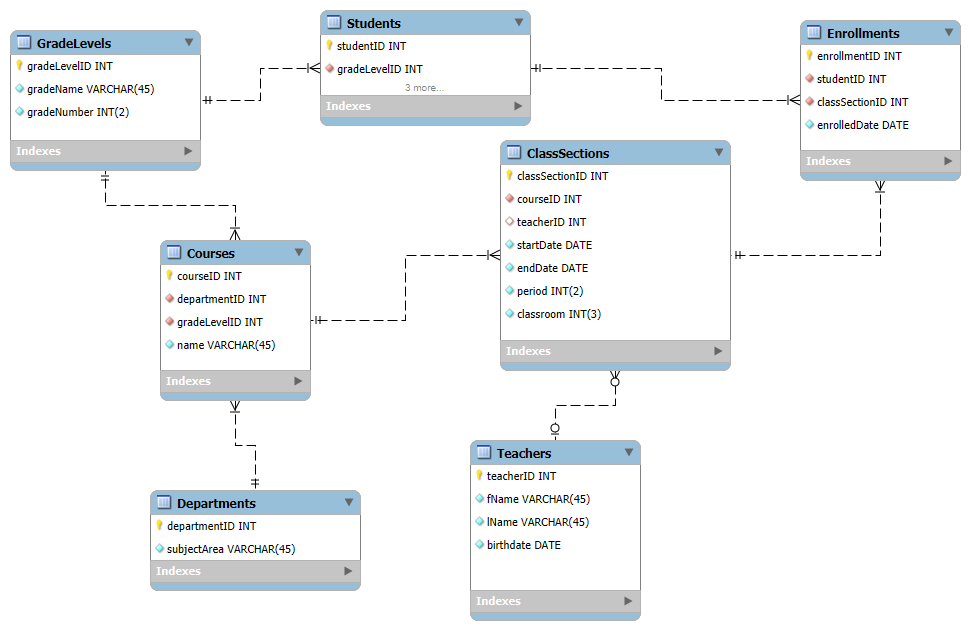 GradeLevels
gradeLevelID INT
gradeName VARCHAR(45)
gradeNumber INT(2)
Indexes
Students
studentID INT
gradeLevelID INT
3 more...
Indexes
Enrollments
enrollmentID INT
studentID INT
classSectionID INT
enrolledDate DATE
Indexes
ClassSections
classSectionID INT
courseID INT
teacherID INT
startDate DATE
endDate DATE
period INT(2)
classroom INT(3)
Indexes
Courses
courseID INT
departmentID INT
gradeLevelID INT
name VARCHAR(45)
Indexes
Departments
departmentID INT
subjectArea VARCHAR(45)
Indexes
Teachers
teacherID INT
fName VARCHAR(45)
lName VARCHAR(45)
birthdate DATE
Indexes